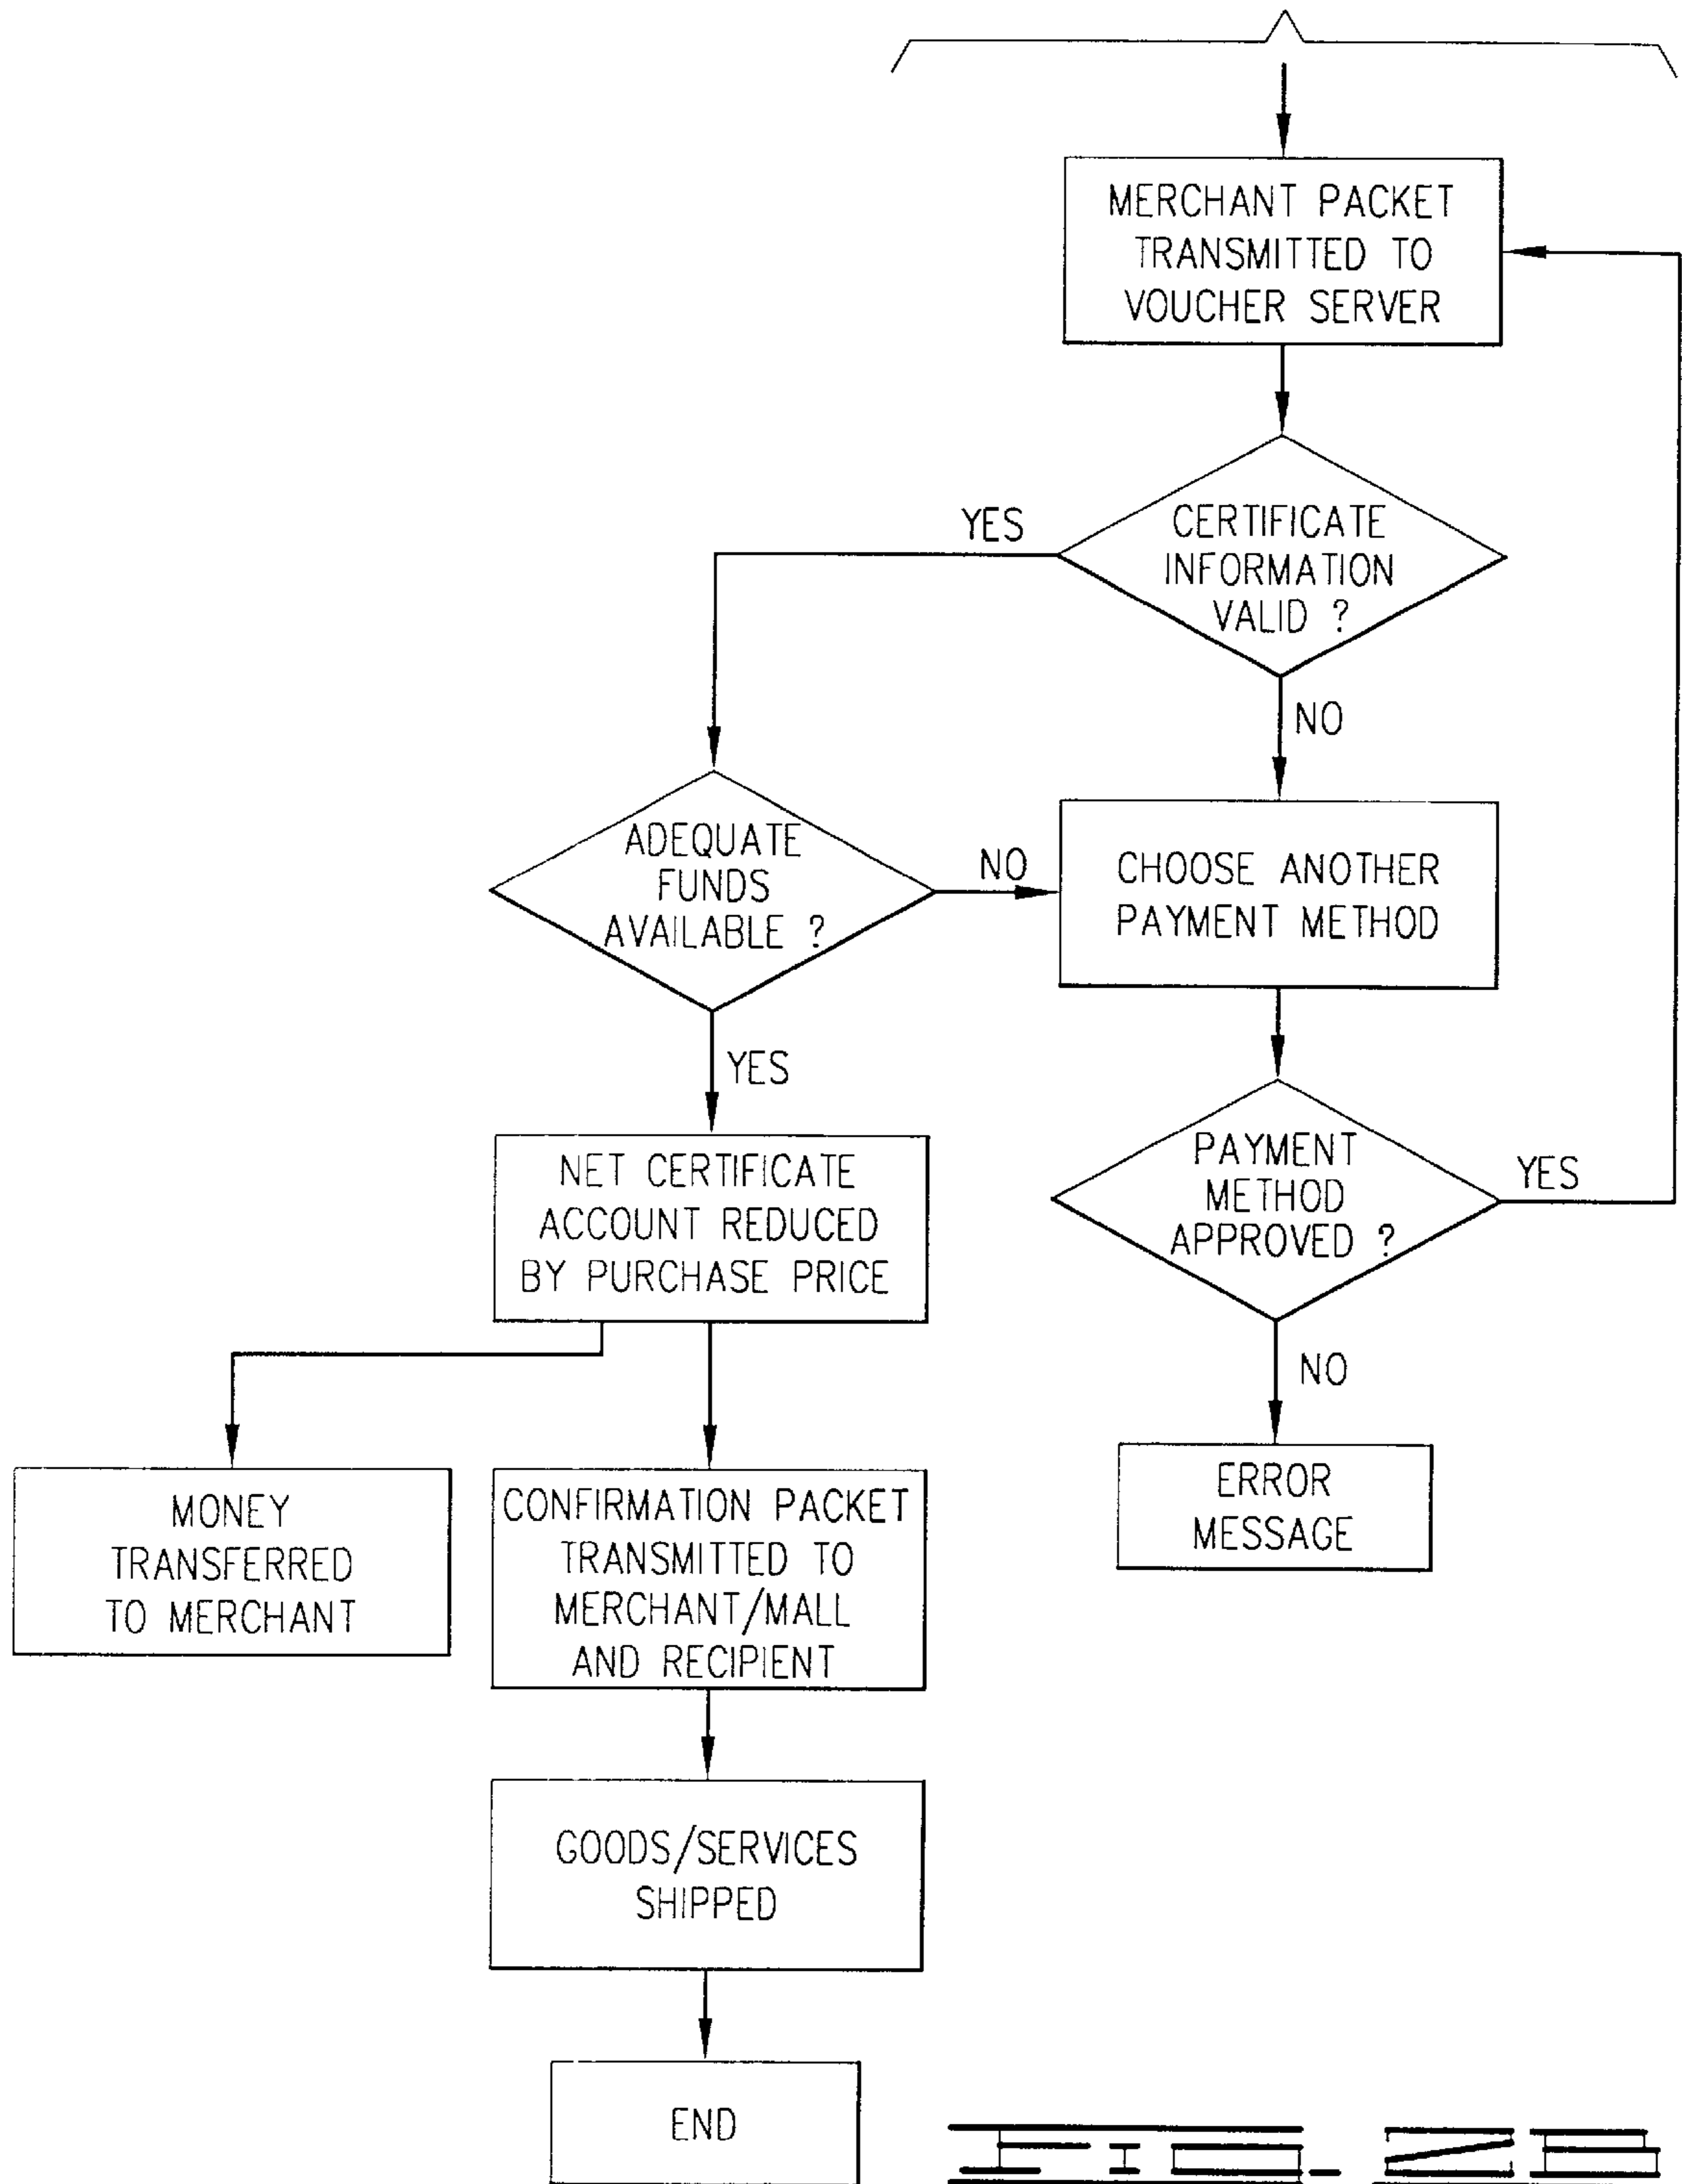 MERCHANT PACKET
TRANSMITTED TO
VOUCHER SERVER
YES
CERTIFICATE
INFORMATION
VALID ?
NO
ADEQUATE
FUNDS
AVAILABLE ?
NO
CHOOSE ANOTHER
PAYMENT METHOD
YES
NET CERTIFICATE
ACCOUNT REDUCED
BY PURCHASE PRICE
PAYMENT
METHOD
APPROVED ?
YES
NO
MONEY
TRANSFERRED
TO MERCHANT
CONFIRMATION PACKET
TRANSMITTED TO
MERCHANT/MALL
AND RECIPIENT
ERROR
MESSAGE
GOODS/SERVICES
SHIPPED
END